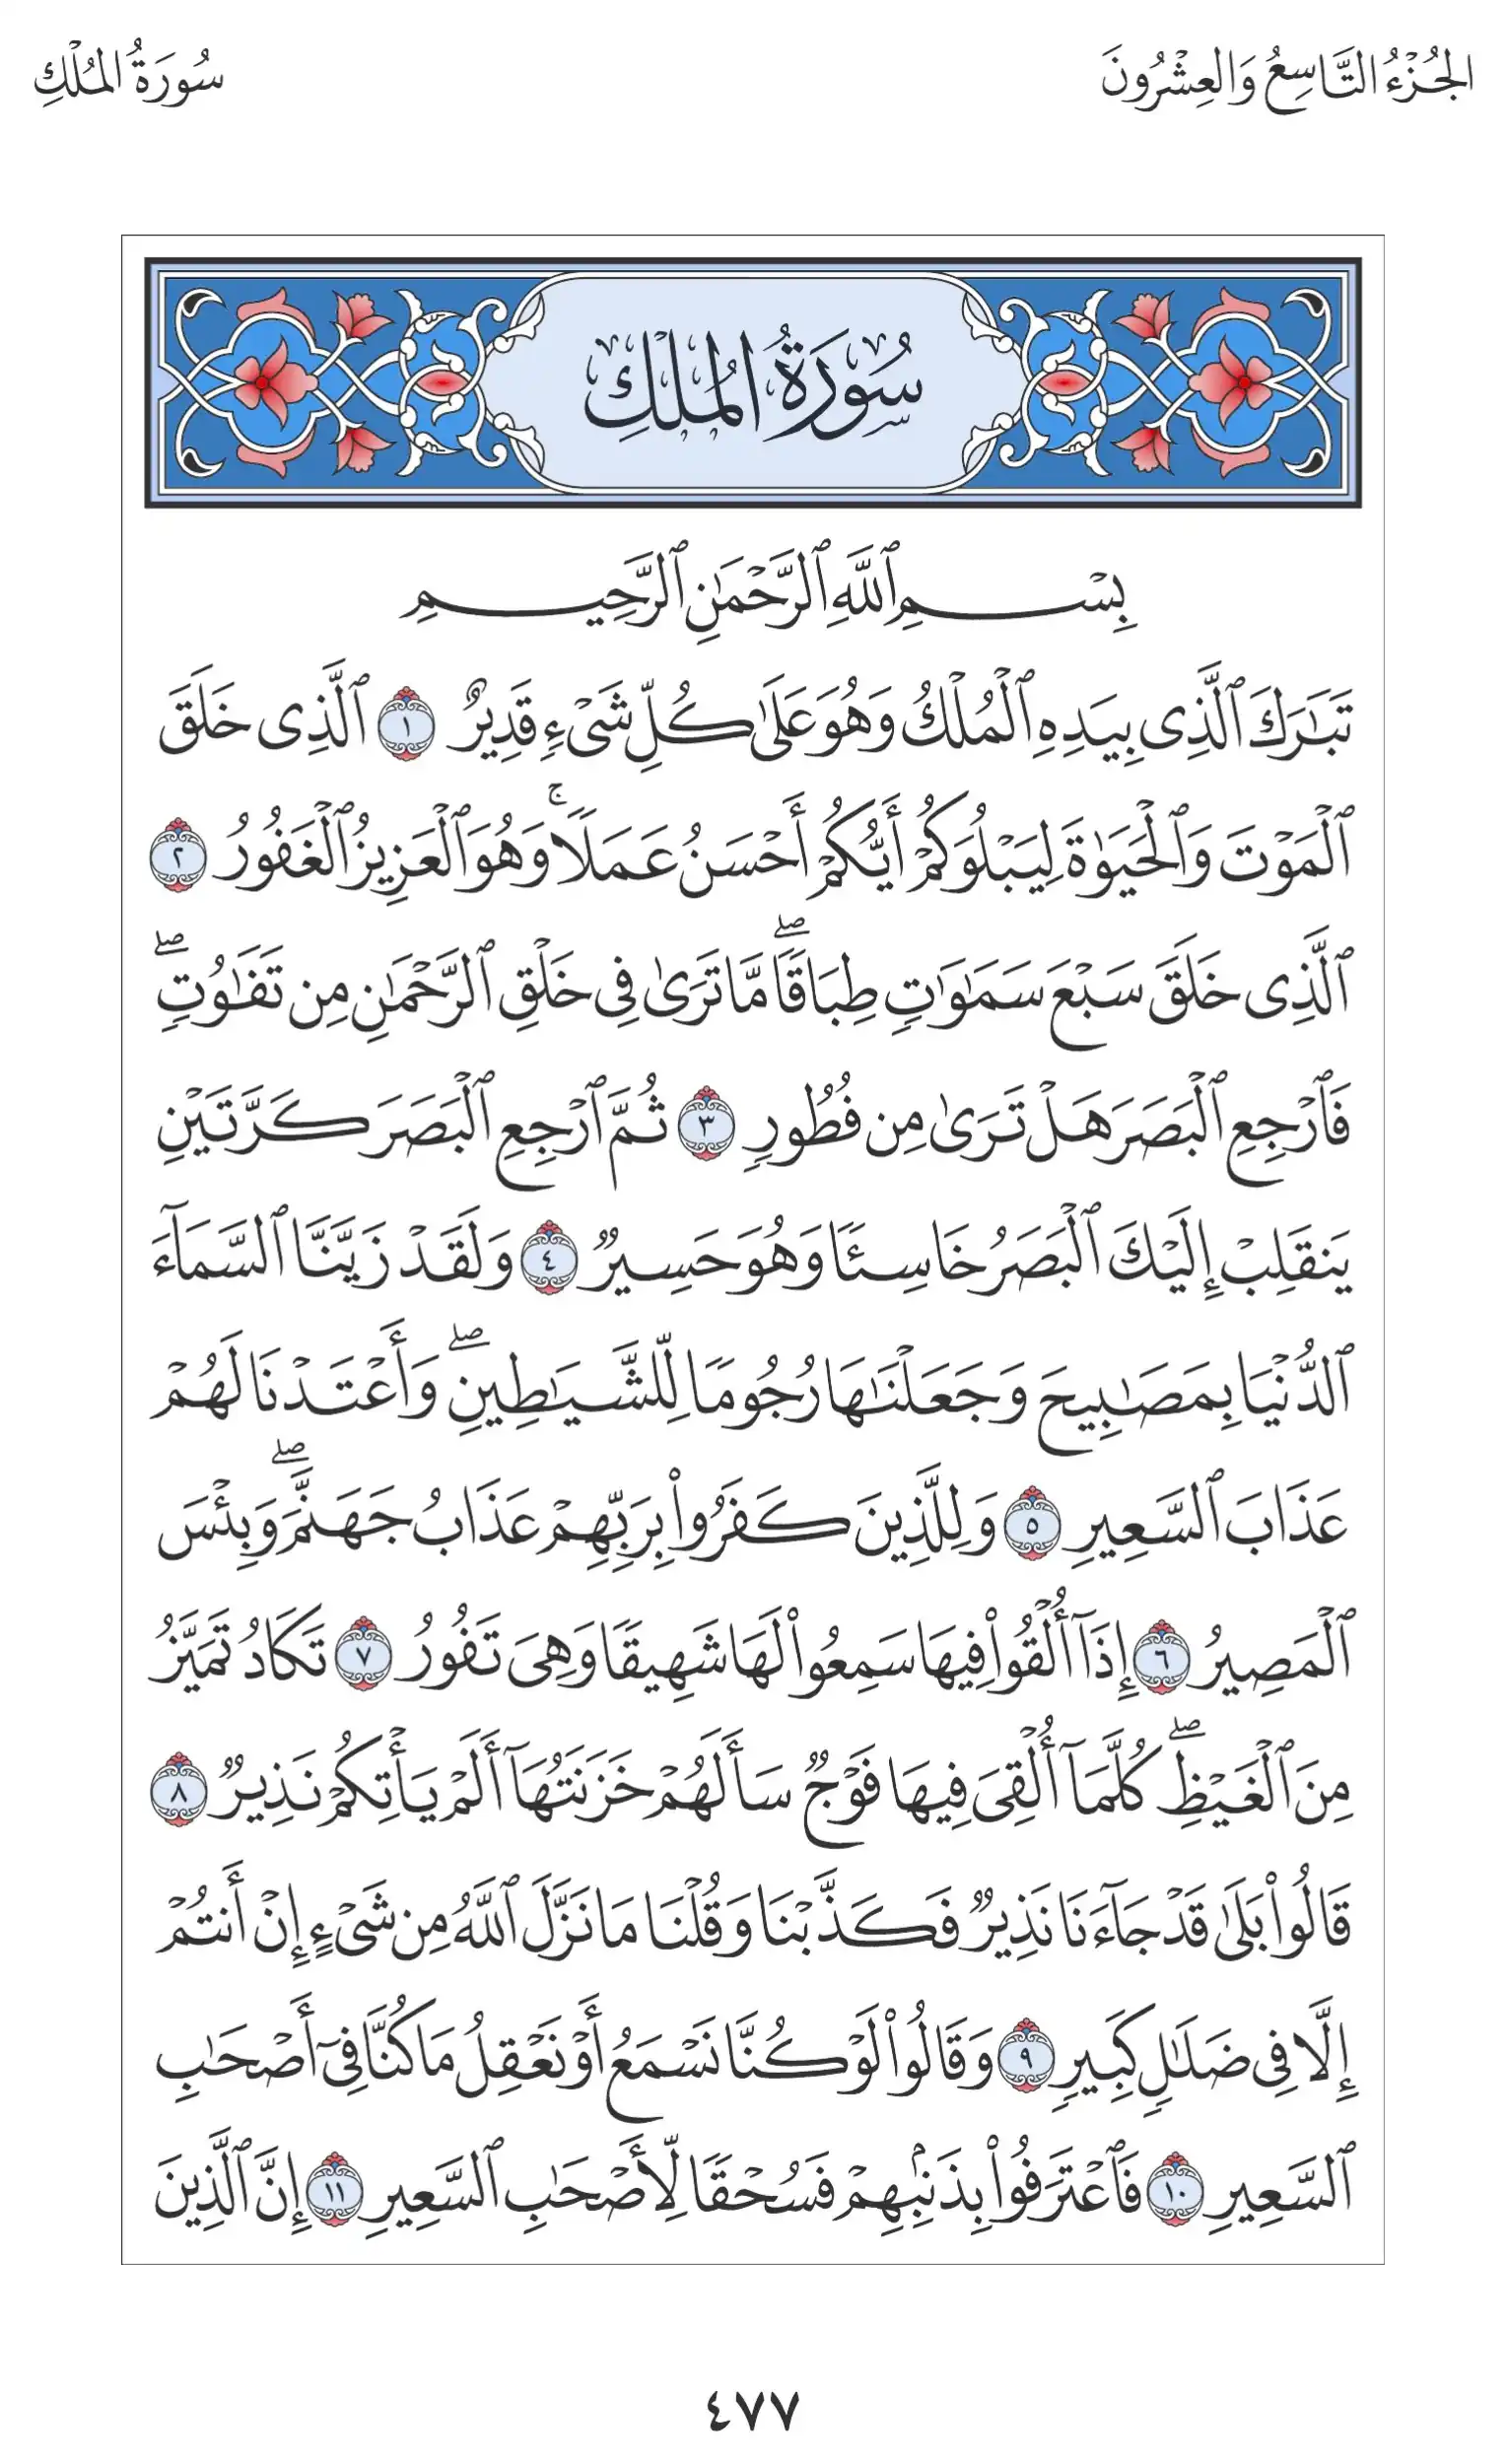 الجُزْءُ التَّاسِعُ وَالعِشْرُونَ
سُورَةُ المُلْكِ
سُورَةُ المُلْكِ
بِسْمِ ٱللَّهِ ٱلرَّحْمَٰنِ ٱلرَّحِيمِ
تَبَٰرَكَ ٱلَّذِى بِيَدِهِ ٱلْمُلْكُ وَهُوَ عَلَىٰ كُلِّ شَىْءٍ قَدِيرٌ ١ ٱلَّذِى خَلَقَ
ٱلْمَوْتَ وَٱلْحَيَوٰةَ لِيَبْلُوَكُمْ أَيُّكُمْ أَحْسَنُ عَمَلًاۚ وَهُوَ ٱلْعَزِيزُ ٱلْغَفُورُ ٢
ٱلَّذِى خَلَقَ سَبْعَ سَمَٰوَٰتٍ طِبَاقًاۖ مَّا تَرَىٰ فِى خَلْقِ ٱلرَّحْمَٰنِ مِن تَفَٰوُتٍۖ
فَٱرْجِعِ ٱلْبَصَرَ هَلْ تَرَىٰ مِن فُطُورٍ ٣ ثُمَّ ٱرْجِعِ ٱلْبَصَرَ كَرَّتَيْنِ
يَنقَلِبْ إِلَيْكَ ٱلْبَصَرُ خَاسِئًا وَهُوَ حَسِيرٌ ٤ وَلَقَدْ زَيَّنَّا ٱلسَّمَآءَ
ٱلدُّنْيَا بِمَصَٰبِيحَ وَجَعَلْنَٰهَا رُجُومًا لِّلشَّيَٰطِينِۖ وَأَعْتَدْنَا لَهُمْ
عَذَابَ ٱلسَّعِيرِ ٥ وَلِلَّذِينَ كَفَرُوا۟ بِرَبِّهِمْ عَذَابُ جَهَنَّمَۖ وَبِئْسَ
ٱلْمَصِيرُ ٦ إِذَآ أُلْقُوا۟ فِيهَا سَمِعُوا۟ لَهَا شَهِيقًا وَهِىَ تَفُورُ ٧ تَكَادُ تَمَيَّزُ
مِنَ ٱلْغَيْظِۖ كُلَّمَآ أُلْقِىَ فِيهَا فَوْجٌ سَأَلَهُمْ خَزَنَتُهَآ أَلَمْ يَأْتِكُمْ نَذِيرٌ ٨
قَالُوا۟ بَلَىٰ قَدْ جَآءَنَا نَذِيرٌ فَكَذَّبْنَا وَقُلْنَا مَا نَزَّلَ ٱللَّهُ مِن شَىْءٍ إِنْ أَنتُمْ
إِلَّا فِى ضَلَٰلٍ كَبِيرٍ ٩ وَقَالُوا۟ لَوْ كُنَّا نَسْمَعُ أَوْ نَعْقِلُ مَا كُنَّا فِىٓ أَصْحَٰبِ
ٱلسَّعِيرِ ١٠ فَٱعْتَرَفُوا۟ بِذَنۢبِهِمْ فَسُحْقًا لِّأَصْحَٰبِ ٱلسَّعِيرِ ١١ إِنَّ ٱلَّذِينَ
٤٧٧